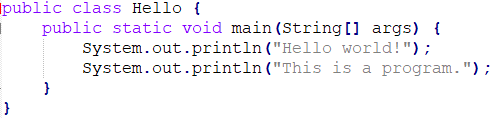 public class Hello {
    public static void main(String[] args) {
        System.out.println("Hello world!");
        System.out.println("This is a program.");
    }
}